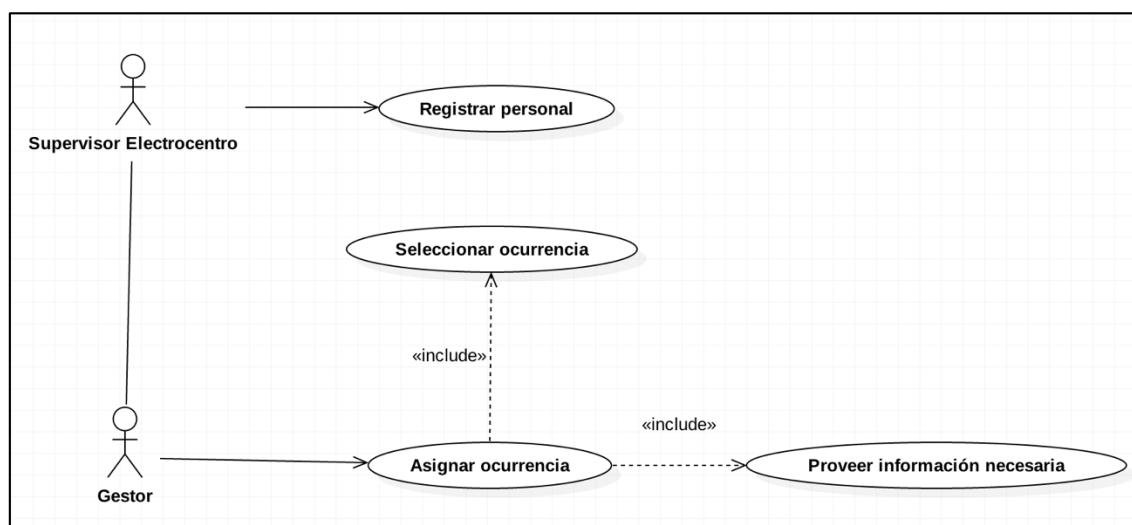 Registrar personal
Supervisor Electrocentro
Seleccionar ocurrencia
«include»
«include»
Asignar ocurrencia
Proveer información necesaria
Gestor